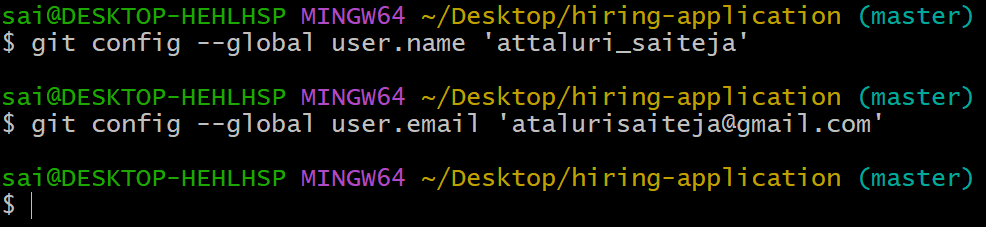 sai@DESKTOP-HEHLHSP MINGW64 ~/Desktop/hiring-application (master)
$ git config --global user.name 'attaluri_saiteja'
sai@DESKTOP-HEHLHSP MINGW64 ~/Desktop/hiring-application (master)
$ git config --global user.email 'atalurisaiteja@gmail.com'
sai@DESKTOP-HEHLHSP MINGW64 ~/Desktop/hiring-application (master)
$